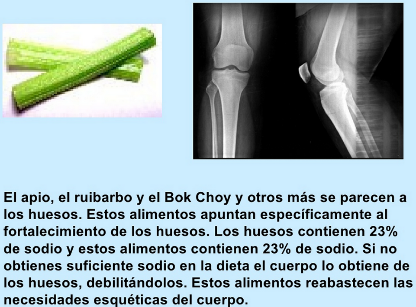 El apio, el ruibarbo y el Bok Choy y otros más se parecen a
los huesos. Estos alimentos apuntan específicamente al
fortalecimiento de los huesos. Los huesos contienen 23%
de sodio y estos alimentos contienen 23% de sodio. Si no
obtienes suficiente sodio en la dieta el cuerpo lo obtiene de
los huesos, debilitándolos. Estos alimentos reabastecen las
necesidades esquéticas del cuerpo.